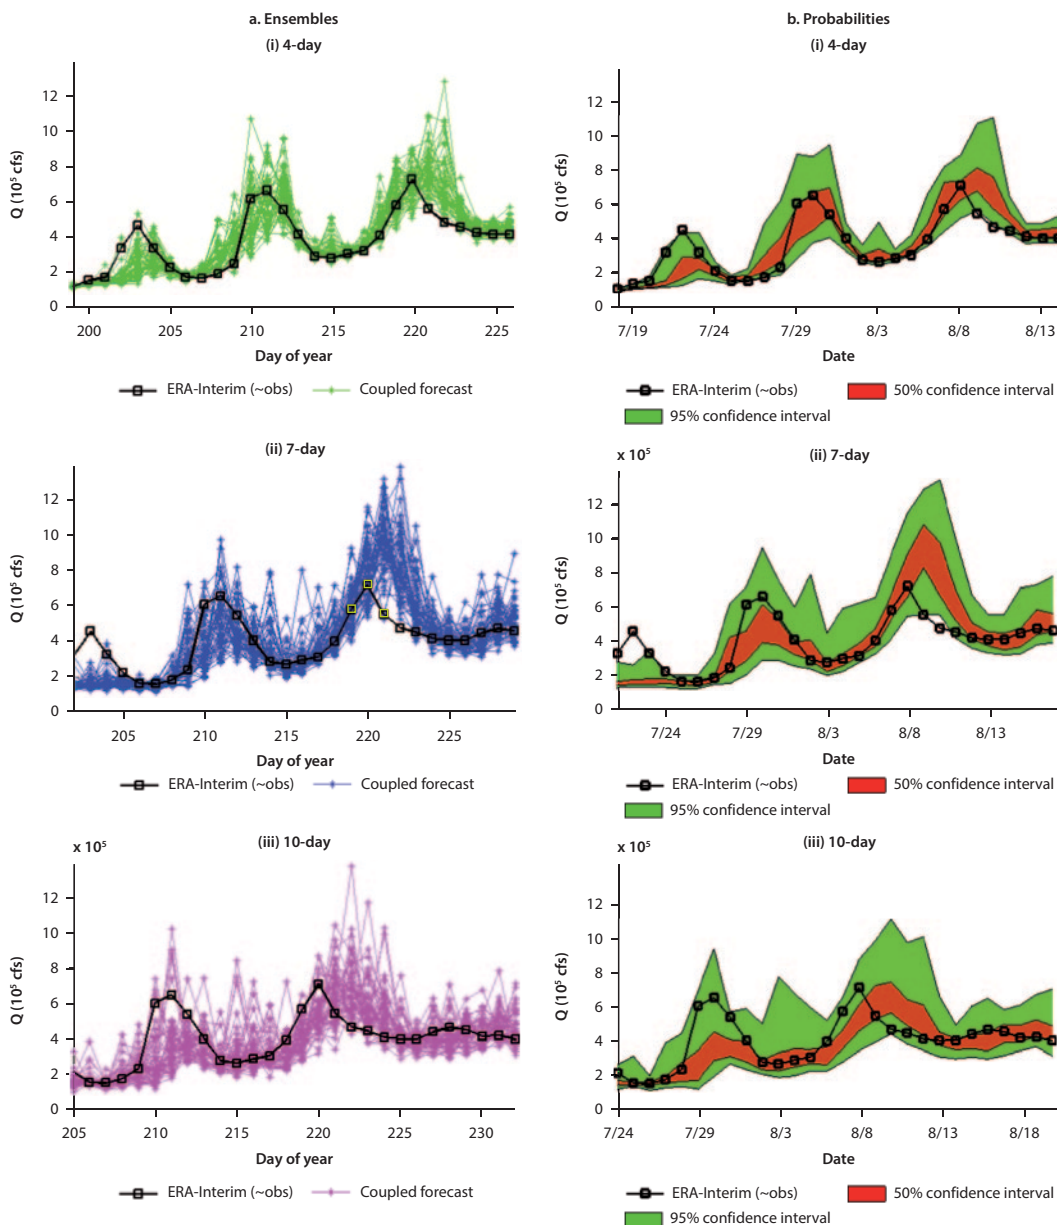 a. Ensembles
b. Probabilities
(i) 4-day
(i) 4-day
Q (10⁵ cfs)
12
10
8
6
4
2
0
200 205 210 215 220 225
Day of year
ERA-Interim (~obs) Coupled forecast
Q (10⁵ cfs)
12
10
8
6
4
2
0
7/19 7/24 7/29 8/3 8/8 8/13
Date
ERA-Interim (~obs) 50% confidence interval
95% confidence interval
(ii) 7-day
x 10⁵ (ii) 7-day
Q (10⁵ cfs)
12
10
8
6
4
2
0
205 210 215 220 225
Day of year
ERA-Interim (~obs) Coupled forecast
Q (10⁵ cfs)
12
10
8
6
4
2
0
7/24 7/29 8/3 8/8 8/13
Date
ERA-Interim (~obs) 50% confidence interval
95% confidence interval
x 10⁵ (iii) 10-day
x 10⁵ (iii) 10-day
Q (10⁵ cfs)
12
10
8
6
4
2
0
205 210 215 220 225 230
Day of year
ERA-Interim (~obs) Coupled forecast
Q (10⁵ cfs)
12
10
8
6
4
2
0
7/24 7/29 8/3 8/8 8/13 8/18
Date
ERA-Interim (~obs) 50% confidence interval
95% confidence interval